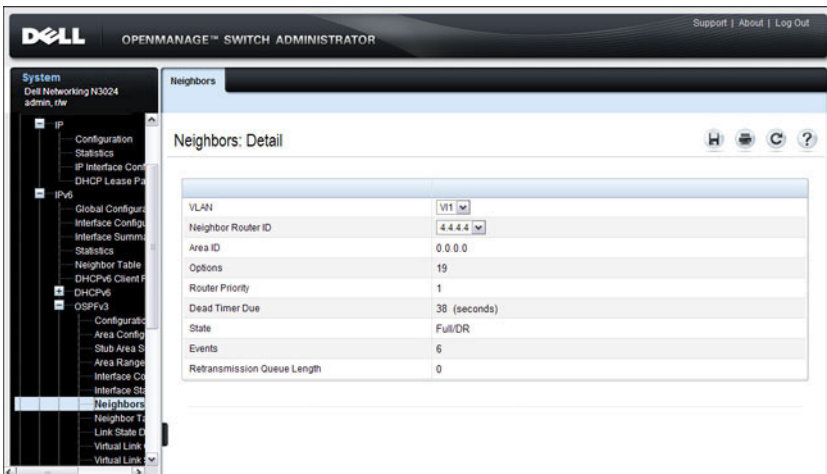 Support | About | Log Out
DELL OPENMANAGE™ SWITCH ADMINISTRATOR
System
Dell Networking N3024
admin, r/w
IP
Configuration
Statistics
IP Interface Conf
DHCP Lease Pa
IPv6
Global Configura
Interface Configu
Interface Summa
Statistics
Neighbor Table
DHCPv6 Client P
DHCPv6
OSPFv3
Configuratio
Area Config
Stub Area S
Area Range
Interface Co
Interface Sta
Neighbors
Neighbor Ta
Link State D
Virtual Link
Virtual Link
Neighbors
Neighbors: Detail
VLAN Vl1
Neighbor Router ID 4.4.4.4
Area ID 0.0.0.0
Options 19
Router Priority 1
Dead Timer Due 38 (seconds)
State Full/DR
Events 6
Retransmission Queue Length 0